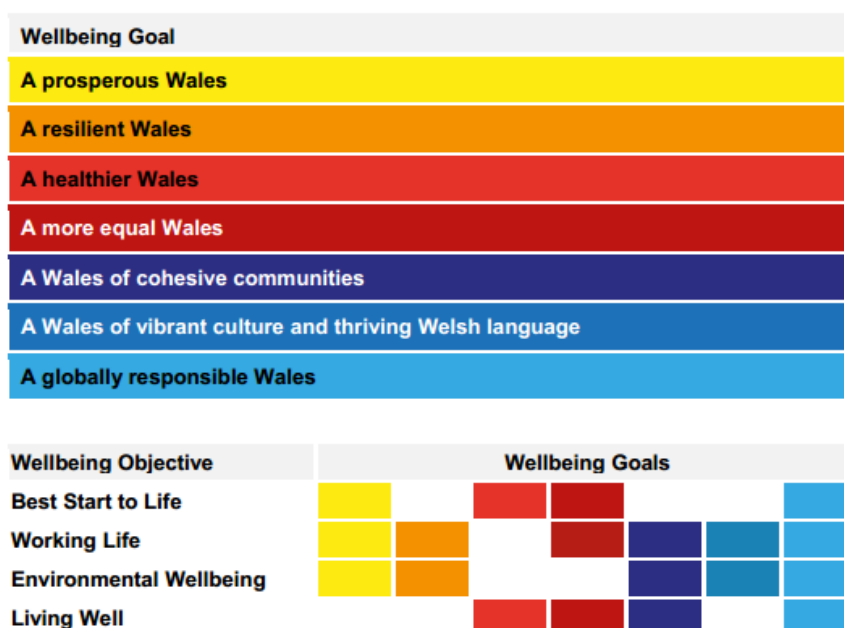 Wellbeing Goal
A prosperous Wales
A resilient Wales
A healthier Wales
A more equal Wales
A Wales of cohesive communities
A Wales of vibrant culture and thriving Welsh language
A globally responsible Wales
Wellbeing Objective Wellbeing Goals
Best Start to Life
Working Life
Environmental Wellbeing
Living Well